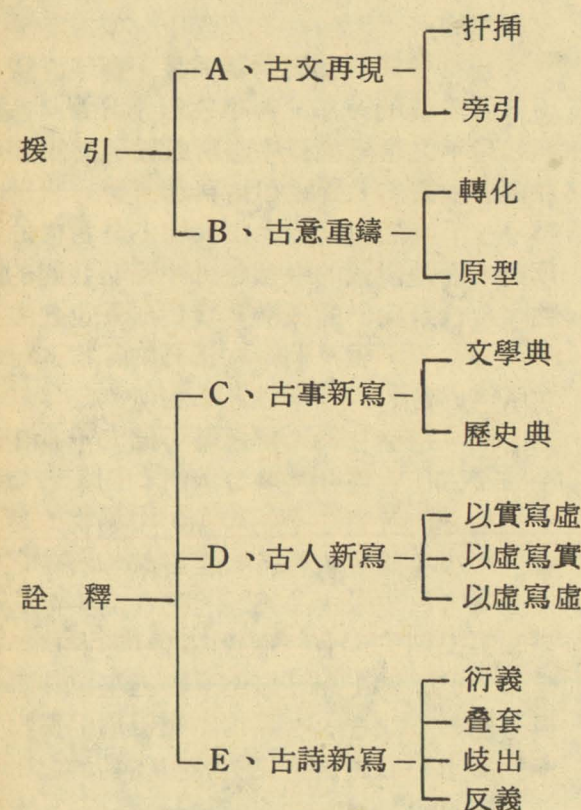 扦揷
A、古文再現
旁引
援引
轉化
B、古意重鑄
原型
文學典
C、古事新寫
歷史典
以實寫虛
D、古人新寫
以虛寫實
以虛寫虛
詮釋
衍義
叠套
E、古詩新寫
歧出
反義